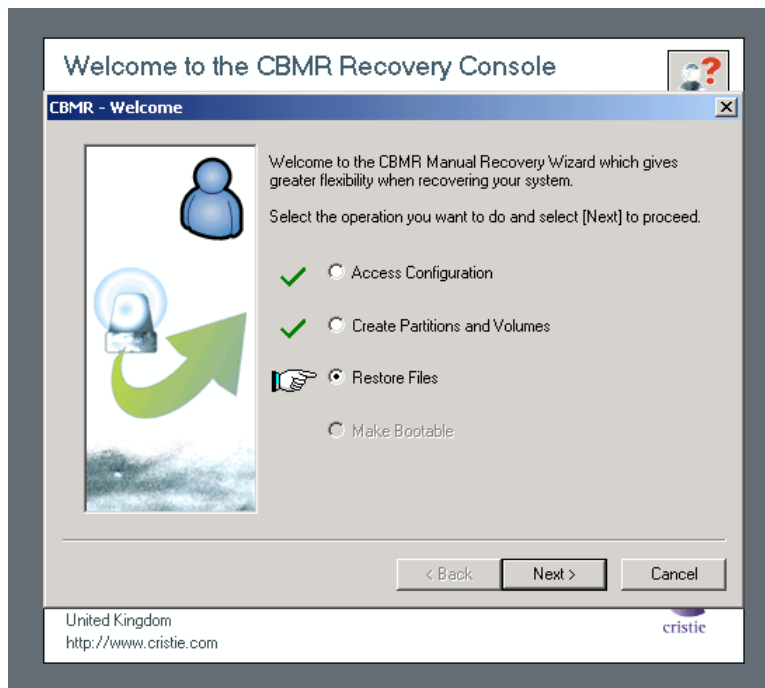 Welcome to the CBMR Recovery Console
CBMR - Welcome
Welcome to the CBMR Manual Recovery Wizard which gives
greater flexibility when recovering your system.
Select the operation you want to do and select [Next] to proceed.
Access Configuration
Create Partitions and Volumes
Restore Files
Make Bootable
< Back
Next >
Cancel
United Kingdom
http://www.cristie.com
cristie